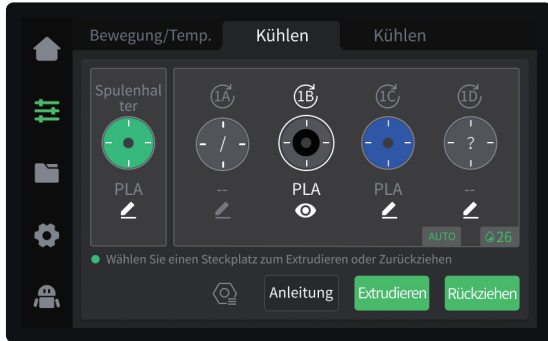 Bewegung/Temp.
Kühlen
Kühlen
Spulenhal
ter
PLA
1A
/
--
1B
PLA
1C
PLA
1D
?
--
AUTO
26
Wählen Sie einen Steckplatz zum Extrudieren oder Zurückziehen
Anleitung
Extrudieren
Rückziehen